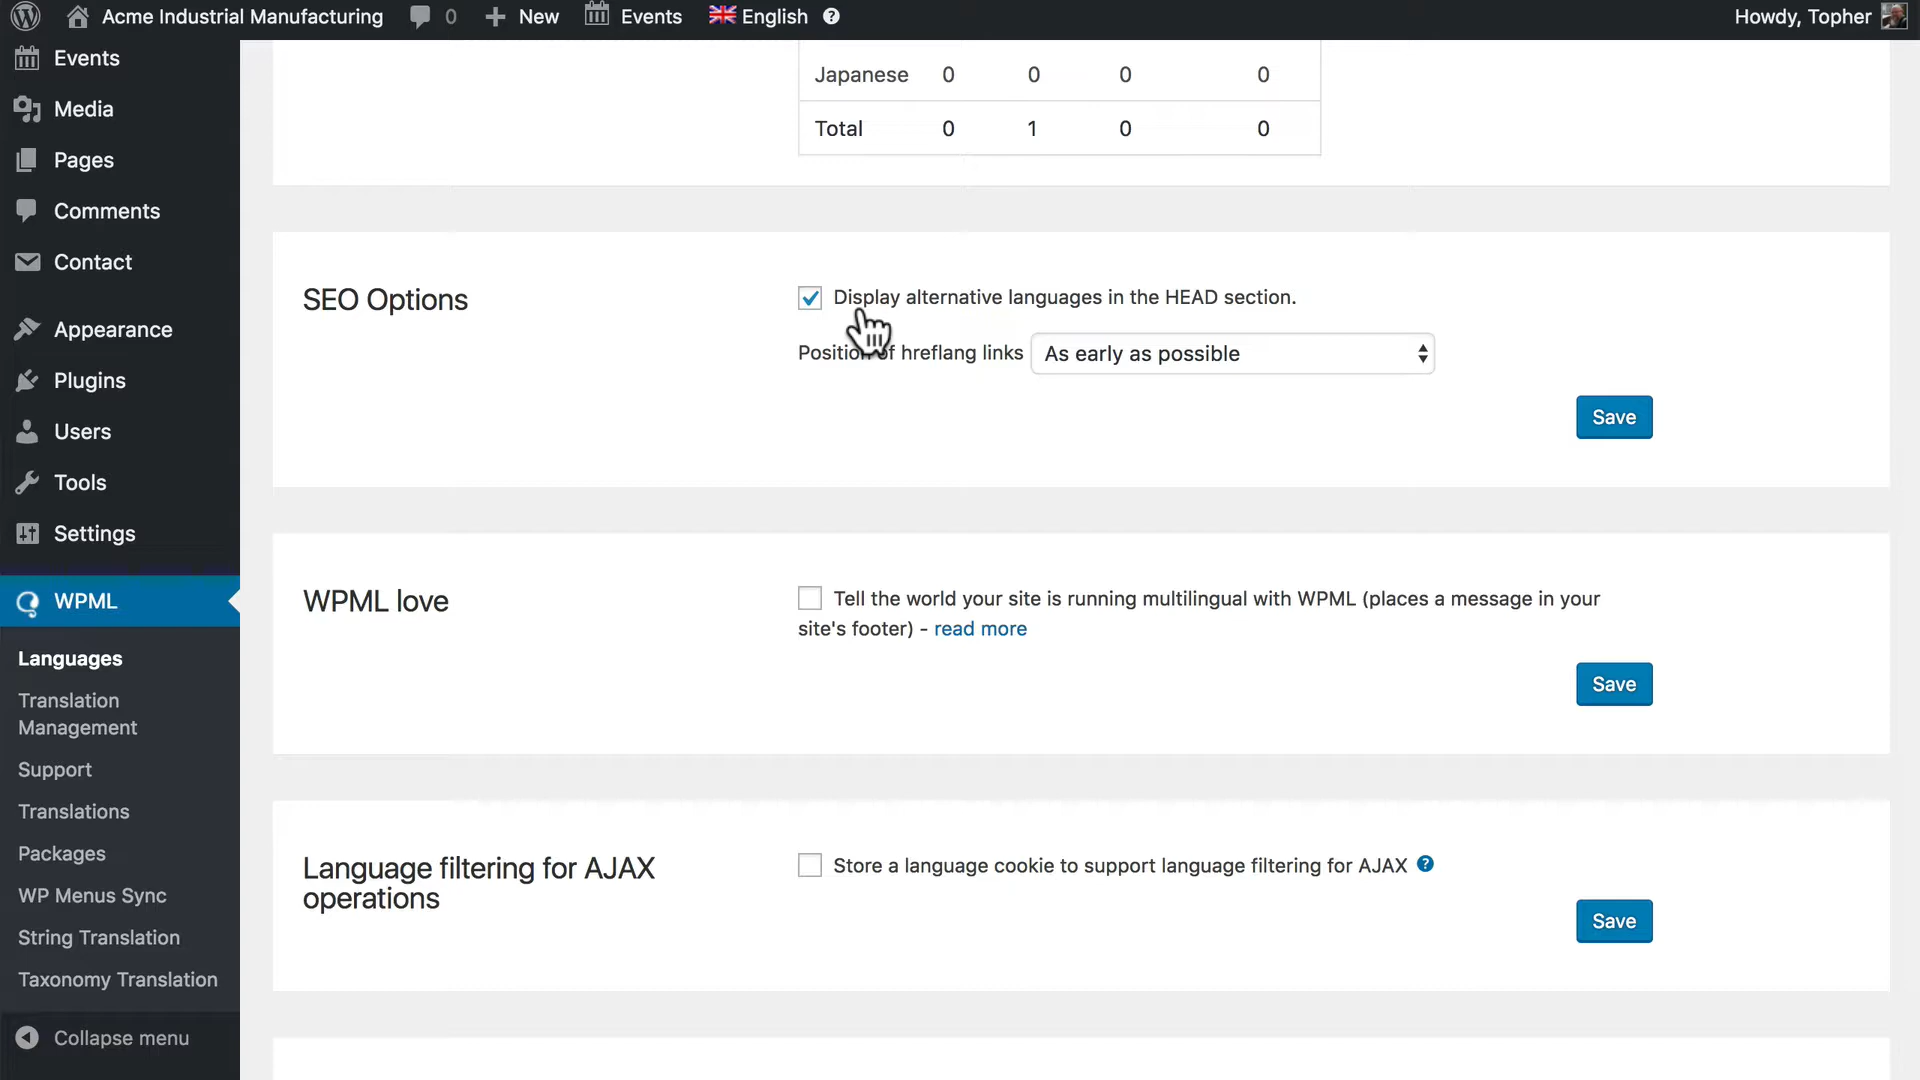 Acme Industrial Manufacturing 0 New Events English Howdy, Topher
Events
Media
Pages
Comments
Contact
Appearance
Plugins
Users
Tools
Settings
WPML
Languages
Translation
Management
Support
Translations
Packages
WP Menus Sync
String Translation
Taxonomy Translation
Collapse menu
Japanese 0 0 0 0
Total 0 1 0 0
SEO Options
Display alternative languages in the HEAD section.
Position of hreflang links As early as possible
Save
WPML love
Tell the world your site is running multilingual with WPML (places a message in your
site's footer) - read more
Save
Language filtering for AJAX
operations
Store a language cookie to support language filtering for AJAX ?
Save